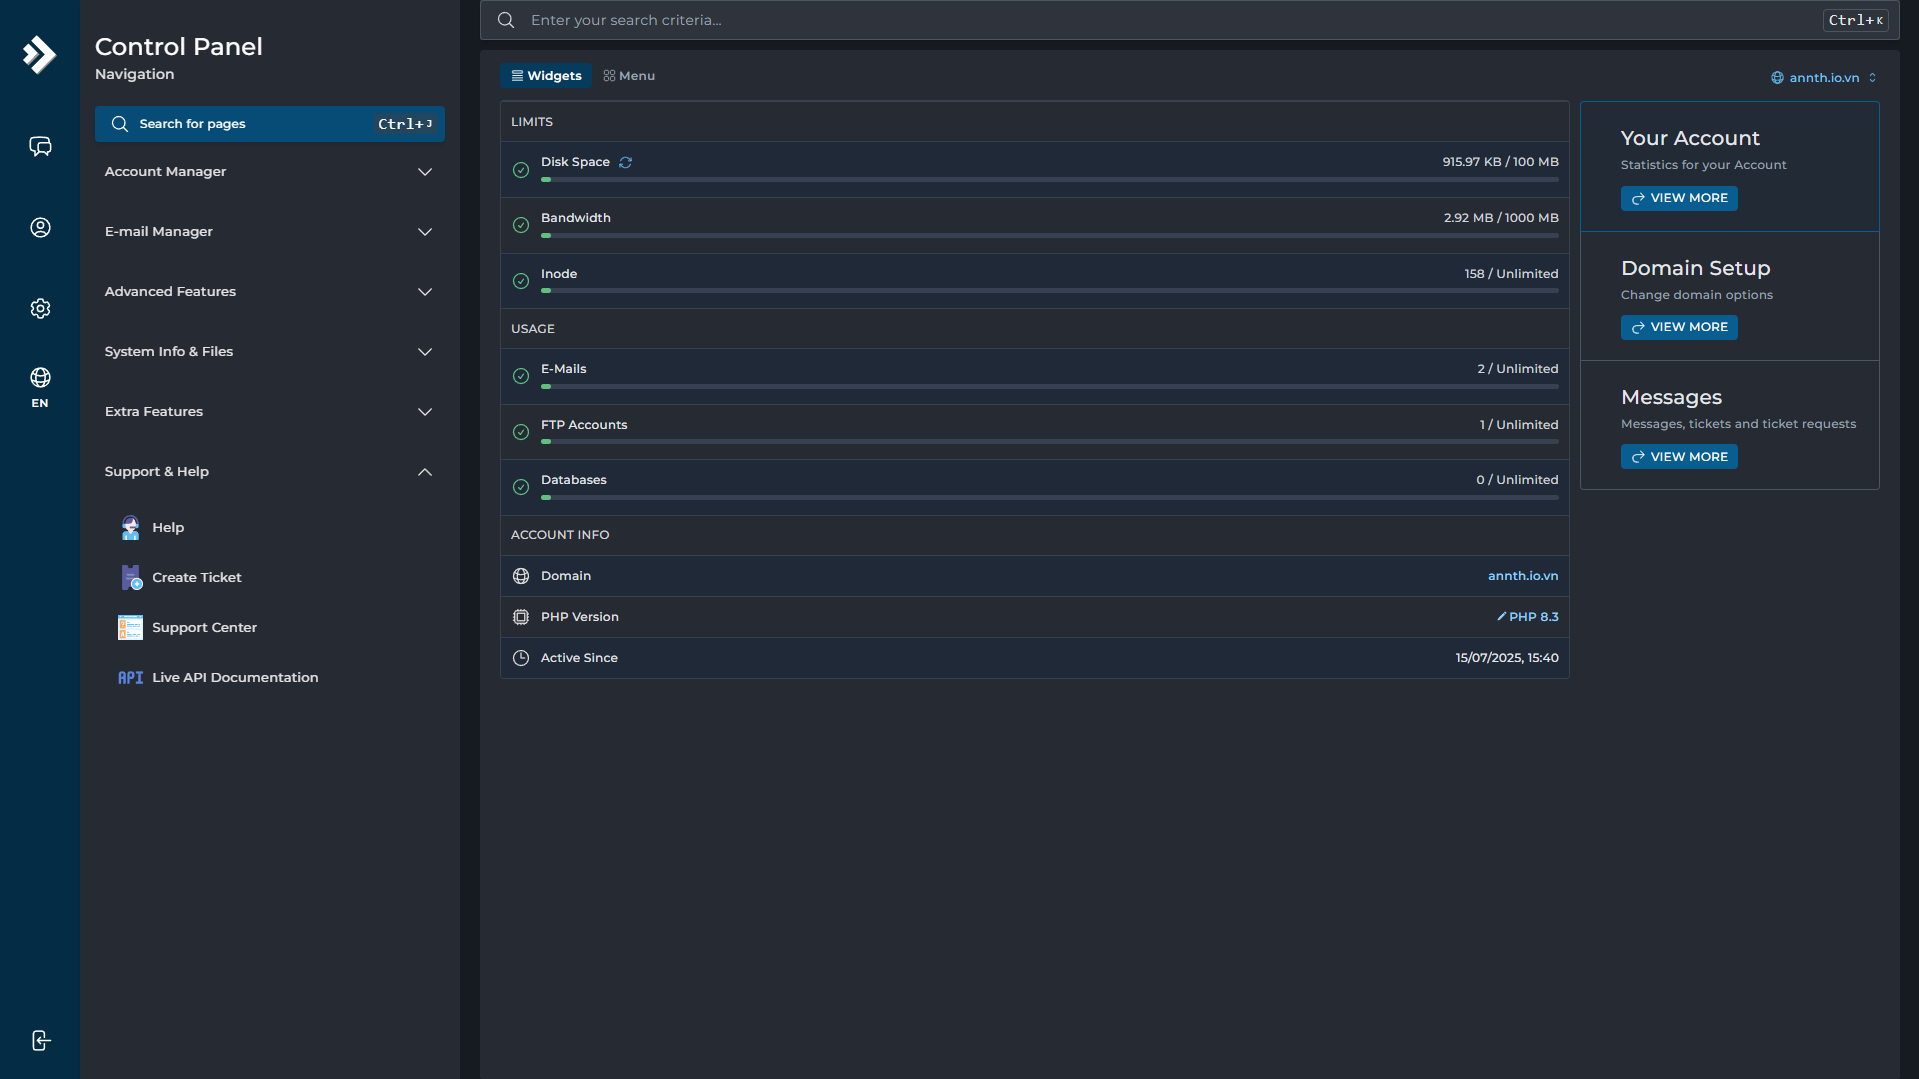 Control Panel
Navigation
Search for pages Ctrl+J
Account Manager
E-mail Manager
Advanced Features
System Info & Files
EN
Extra Features
Support & Help
Help
Create Ticket
Support Center
API Live API Documentation
Enter your search criteria... Ctrl+K
Widgets Menu
annth.io.vn
LIMITS
Disk Space 915.97 KB / 100 MB
Bandwidth 2.92 MB / 1000 MB
Inode 158 / Unlimited
USAGE
E-Mails 2 / Unlimited
FTP Accounts 1 / Unlimited
Databases 0 / Unlimited
ACCOUNT INFO
Domain annth.io.vn
PHP Version PHP 8.3
Active Since 15/07/2025, 15:40
Your Account
Statistics for your Account
VIEW MORE
Domain Setup
Change domain options
VIEW MORE
Messages
Messages, tickets and ticket requests
VIEW MORE